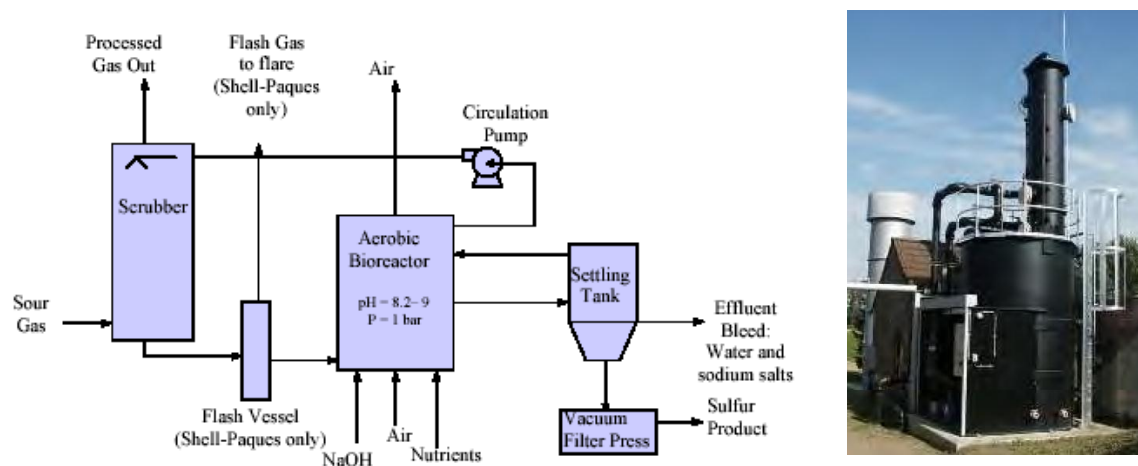 Processed
Gas Out
Flash Gas
to flare
(Shell-Paques
only)
Air
Circulation
Pump
Scrubber
Aerobic
Bioreactor
pH = 8.2– 9
P = 1 bar
Settling
Tank
Sour
Gas
Effluent
Bleed:
Water and
sodium salts
Flash Vessel
(Shell-Paques only)
NaOH
Air
Nutrients
Vacuum
Filter Press
Sulfur
Product